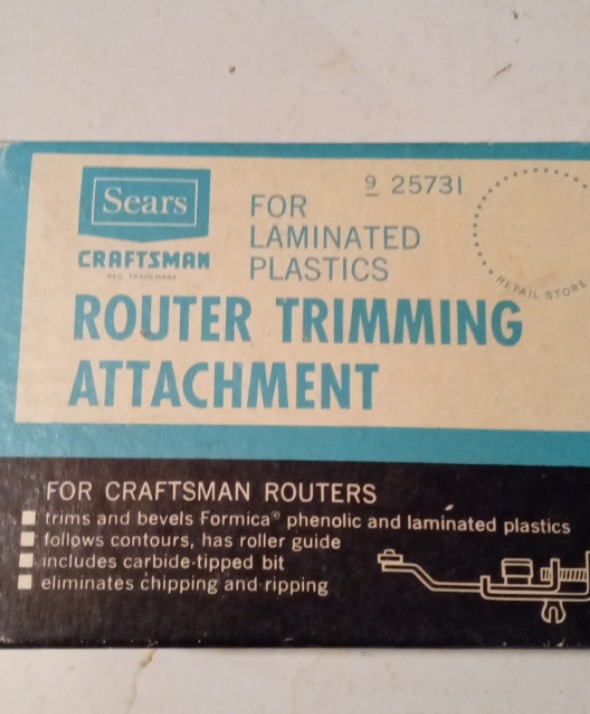 Sears
CRAFTSMAN
REG. TRADEMARK
FOR
LAMINATED
PLASTICS
9 25731
RETAIL STORE
ROUTER TRIMMING
ATTACHMENT
FOR CRAFTSMAN ROUTERS
■ trims and bevels Formica® phenolic and laminated plastics
■ follows contours, has roller guide
■ includes carbide-tipped bit
■ eliminates chipping and ripping